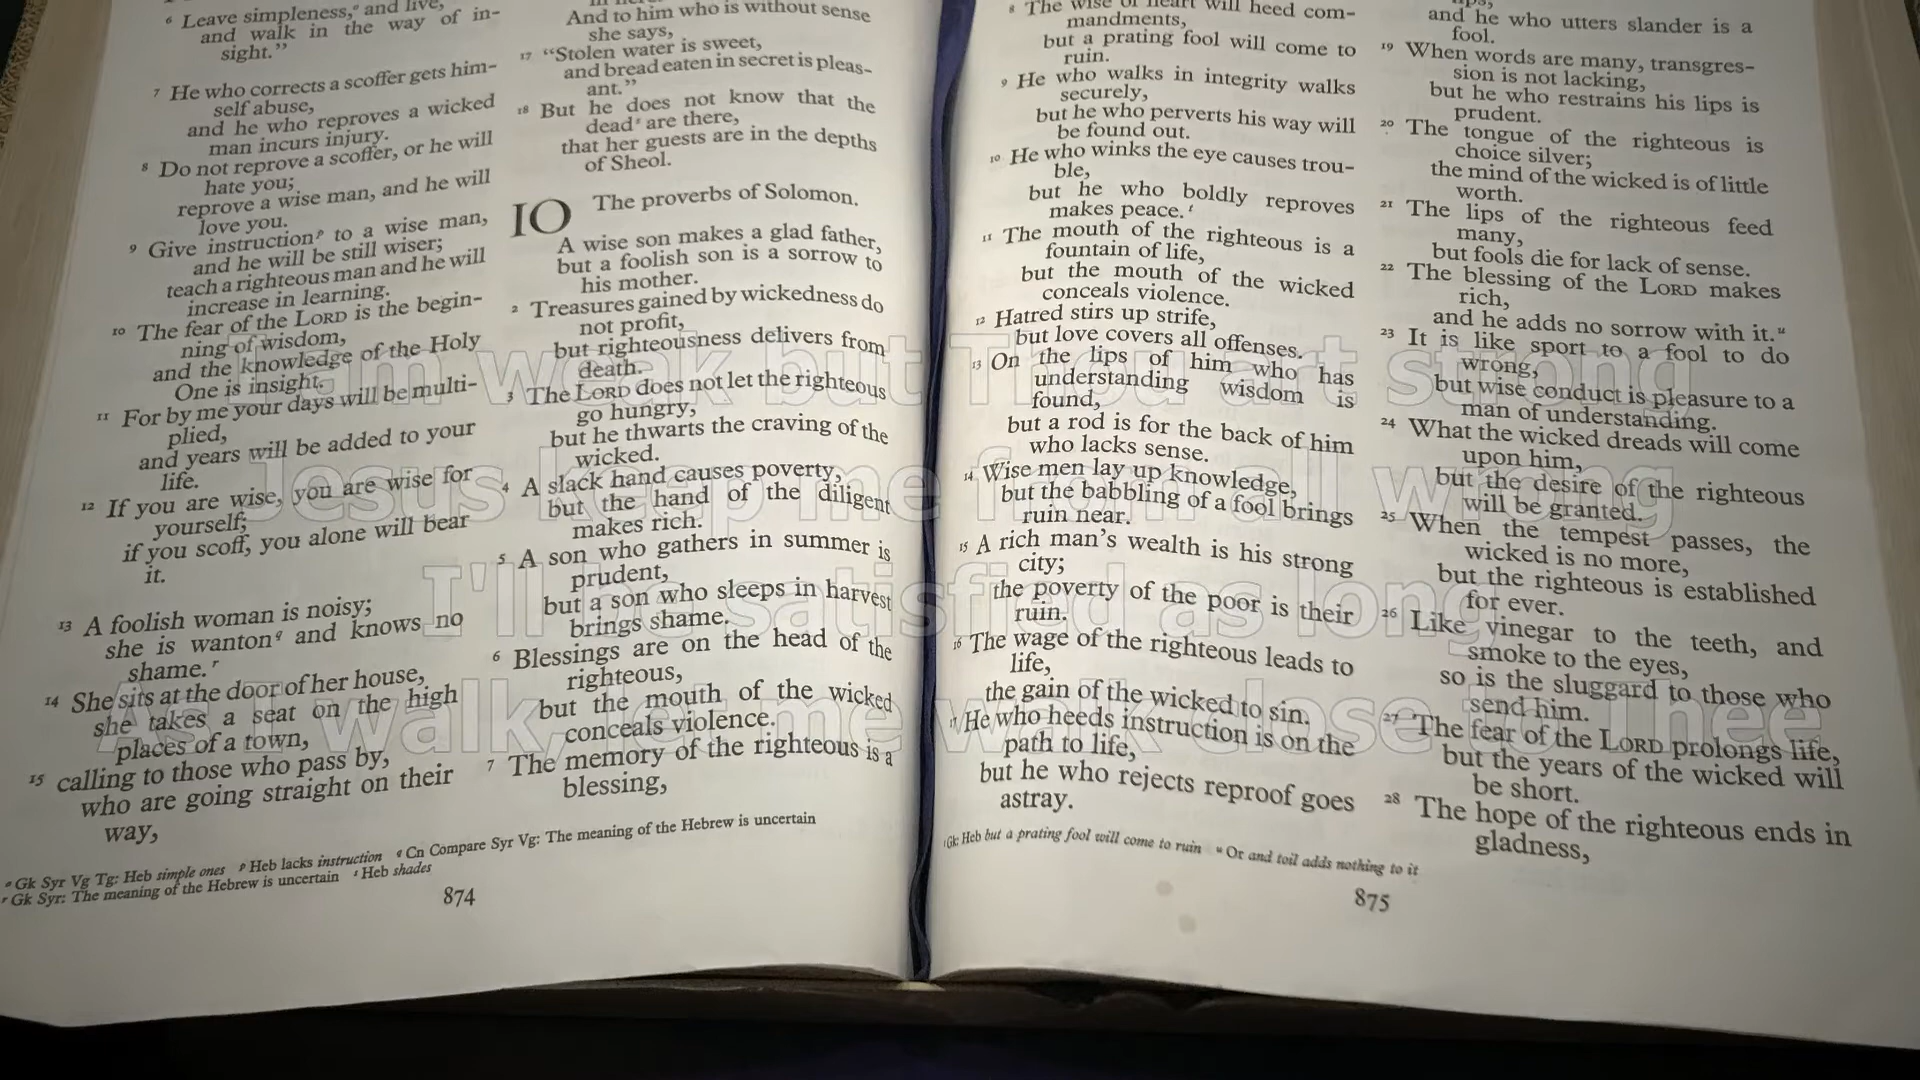 ⁶ Leave simpleness,ᵒ and live,
and walk in the way of in-
sight."
⁷ He who corrects a scoffer gets him-
self abuse,
and he who reproves a wicked
man incurs injury.
⁸ Do not reprove a scoffer, or he will
hate you;
reprove a wise man, and he will
love you.
⁹ Give instructionᵖ to a wise man,
and he will be still wiser;
teach a righteous man and he will
increase in learning.
¹⁰ The fear of the LORD is the begin-
ning of wisdom,
and the knowledge of the Holy
One is insight.
¹¹ For by me your days will be multi-
plied,
and years will be added to your
life.
¹² If you are wise, you are wise for
yourself;
if you scoff, you alone will bear
it.
¹³ A foolish woman is noisy;
she is wantonq and knows no
shame.ʳ
¹⁴ She sits at the door of her house,
she takes a seat on the high
places of a town,
¹⁵ calling to those who pass by,
who are going straight on their
way,
And to him who is without sense
she says,
¹⁷ "Stolen water is sweet,
and bread eaten in secret is pleas-
ant."
¹⁸ But he does not know that the
deadˢ are there,
that her guests are in the depths
of Sheol.
10 The proverbs of Solomon.
A wise son makes a glad father,
but a foolish son is a sorrow to
his mother.
² Treasures gained by wickedness do
not profit,
but righteousness delivers from
death.
³ The LORD does not let the righteous
go hungry,
but he thwarts the craving of the
wicked.
⁴ A slack hand causes poverty,
but the hand of the diligent
makes rich.
⁵ A son who gathers in summer is
prudent,
but a son who sleeps in harvest
brings shame.
⁶ Blessings are on the head of the
righteous,
but the mouth of the wicked
conceals violence.
⁷ The memory of the righteous is a
blessing,
ᵒ Gk Syr Vg Tg: Heb simple ones ᵖ Heb lacks instruction q Cn Compare Syr Vg: The meaning of the Hebrew is uncertain
ʳ Gk Syr: The meaning of the Hebrew is uncertain ˢ Heb shades
874
⁸ The wise of heart will heed com-
mandments,
but a prating fool will come to
ruin.
⁹ He who walks in integrity walks
securely,
but he who perverts his way will
be found out.
¹⁰ He who winks the eye causes trou-
ble,
but he who boldly reproves
makes peace.ᵗ
¹¹ The mouth of the righteous is a
fountain of life,
but the mouth of the wicked
conceals violence.
¹² Hatred stirs up strife,
but love covers all offenses.
¹³ On the lips of him who has
understanding wisdom is
found,
but a rod is for the back of him
who lacks sense.
¹⁴ Wise men lay up knowledge,
but the babbling of a fool brings
ruin near.
¹⁵ A rich man's wealth is his strong
city;
the poverty of the poor is their
ruin.
¹⁶ The wage of the righteous leads to
life,
the gain of the wicked to sin.
¹⁷ He who heeds instruction is on the
path to life,
but he who rejects reproof goes
astray.
lips,
and he who utters slander is a
fool.
¹⁹ When words are many, transgres-
sion is not lacking,
but he who restrains his lips is
prudent.
²⁰ The tongue of the righteous is
choice silver;
the mind of the wicked is of little
worth.
²¹ The lips of the righteous feed
many,
but fools die for lack of sense.
²² The blessing of the LORD makes
rich,
and he adds no sorrow with it.ᵘ
²³ It is like sport to a fool to do
wrong,
but wise conduct is pleasure to a
man of understanding.
²⁴ What the wicked dreads will come
upon him,
but the desire of the righteous
will be granted.
²⁵ When the tempest passes, the
wicked is no more,
but the righteous is established
for ever.
²⁶ Like vinegar to the teeth, and
smoke to the eyes,
so is the sluggard to those who
send him.
²⁷ The fear of the LORD prolongs life,
but the years of the wicked will
be short.
²⁸ The hope of the righteous ends in
gladness,
ᵗ Gk: Heb but a prating fool will come to ruin ᵘ Or and toil adds nothing to it
875
I am weak but Thou art strong
Jesus keep me from all wrong
I'll be satisfied as long
As I walk, let me walk close to Thee